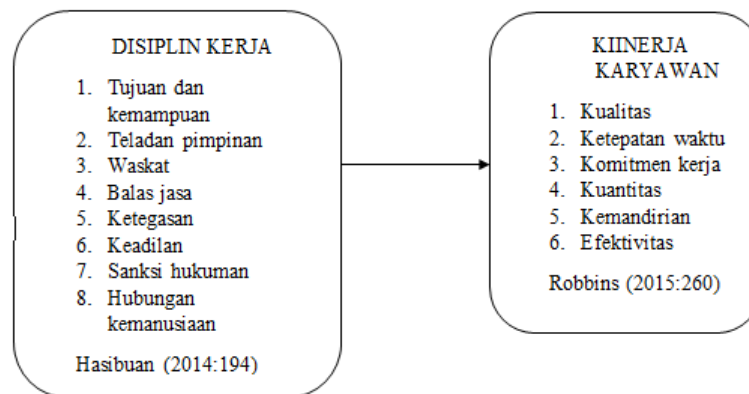 DISIPLIN KERJA
1. Tujuan dan
kemampuan
2. Teladan pimpinan
3. Waskat
4. Balas jasa
5. Ketegasan
6. Keadilan
7. Sanksi hukuman
8. Hubungan
kemanusiaan
Hasibuan (2014:194)
KIINERJA
KARYAWAN
1. Kualitas
2. Ketepatan waktu
3. Komitmen kerja
4. Kuantitas
5. Kemandirian
6. Efektivitas
Robbins (2015:260)